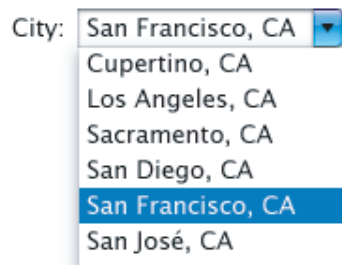 City: San Francisco, CA
Cupertino, CA
Los Angeles, CA
Sacramento, CA
San Diego, CA
San Francisco, CA
San José, CA